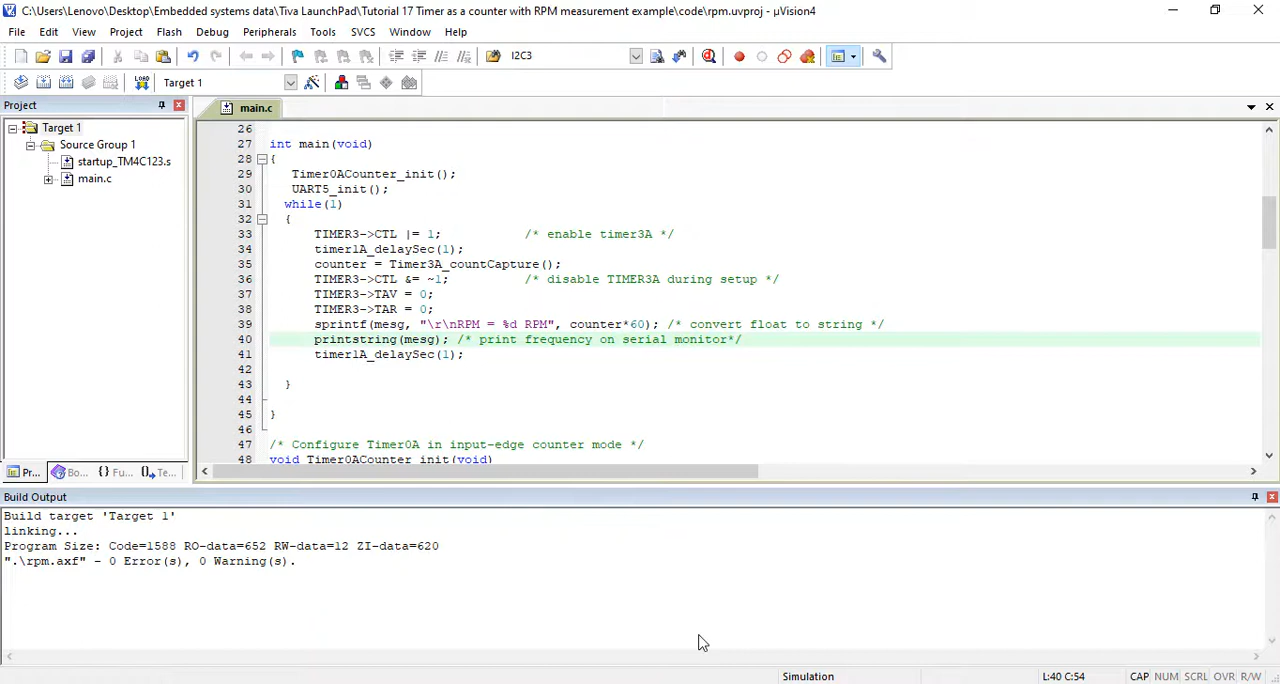 C:\Users\Lenovo\Desktop\Embedded systems data\Tiva LaunchPad\Tutorial 17 Timer as a counter with RPM measurement example\code\rpm.uvproj - µVision4
File Edit View Project Flash Debug Peripherals Tools SVCS Window Help
I2C3
LOAD Target 1
Project
main.c
Target 1
Source Group 1
startup_TM4C123.s
main.c
26
27 int main(void)
28 {
29 Timer0ACounter_init();
30 UART5_init();
31 while(1)
32 {
33 TIMER3->CTL |= 1; /* enable timer3A */
34 timer1A_delaySec(1);
35 counter = Timer3A_countCapture();
36 TIMER3->CTL &= ~1; /* disable TIMER3A during setup */
37 TIMER3->TAV = 0;
38 TIMER3->TAR = 0;
39 sprintf(mesg, "\r\nRPM = %d RPM", counter*60); /* convert float to string */
40 printstring(mesg); /* print frequency on serial monitor*/
41 timer1A_delaySec(1);
42
43 }
44
45 }
46
47 /* Configure Timer0A in input-edge counter mode */
48 void Timer0ACounter_init(void)
Pr... Bo... {} Fu... Te...
Build Output
Build target 'Target 1'
linking...
Program Size: Code=1588 RO-data=652 RW-data=12 ZI-data=620
".\rpm.axf" - 0 Error(s), 0 Warning(s).
Simulation L:40 C:54 CAP NUM SCRL OVR R/W